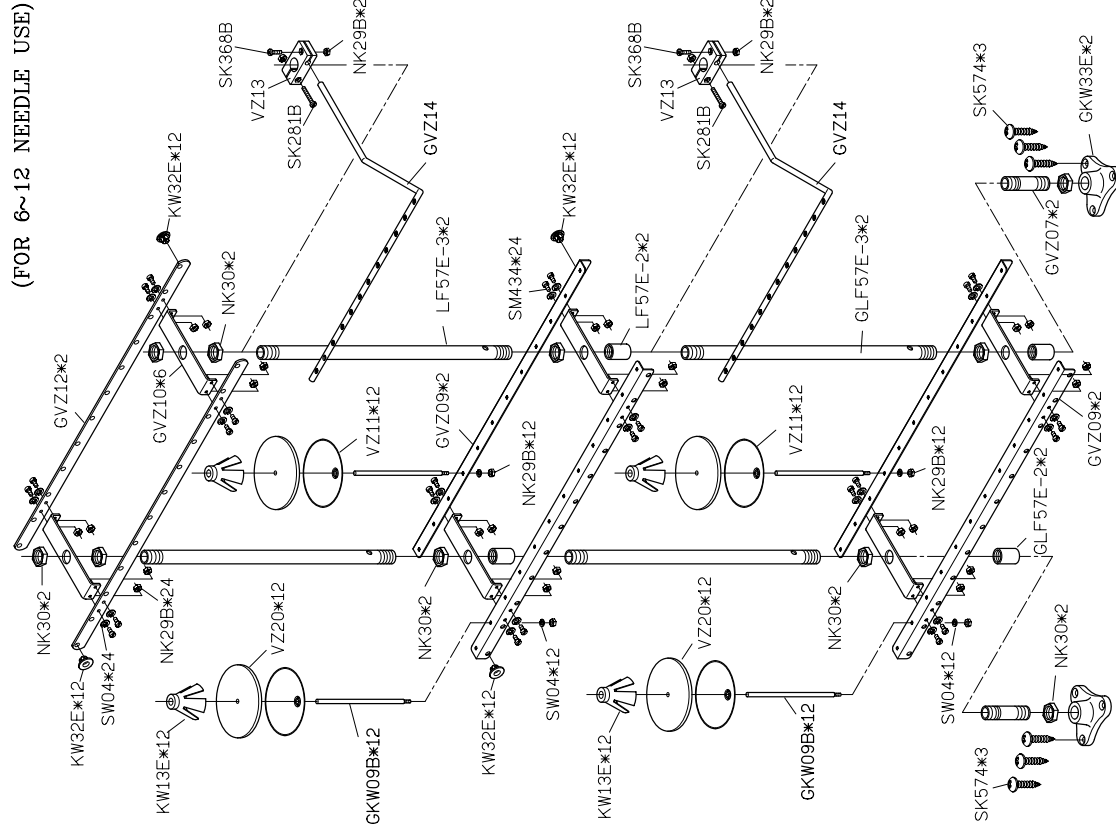 (FOR 6~12 NEEDLE USE)
SK368B
VZ13
NK29B*2
SK281B
GVZ14
KW32E*12
NK30*2
GVZ12*2
GVZ10*6
LF57E-3*2
VZ11*12
GVZ09*2
NK29B*12
NK30*2
NK29B*24
SW04*24
KW32E*12
VZ20*12
KW13E*12
GKW09B*12
NK30*2
SW04*12
KW32E*12
SK368B
VZ13
NK29B*2
SK281B
GVZ14
KW32E*12
SM434*24
LF57E-2*2
GLF57E-3*2
VZ11*12
NK29B*12
GVZ09*2
GLF57E-2*2
NK30*2
VZ20*12
KW13E*12
GKW09B*12
SW04*12
NK30*2
SK574*3
SK574*3
GKW33E*2
GVZ07*2